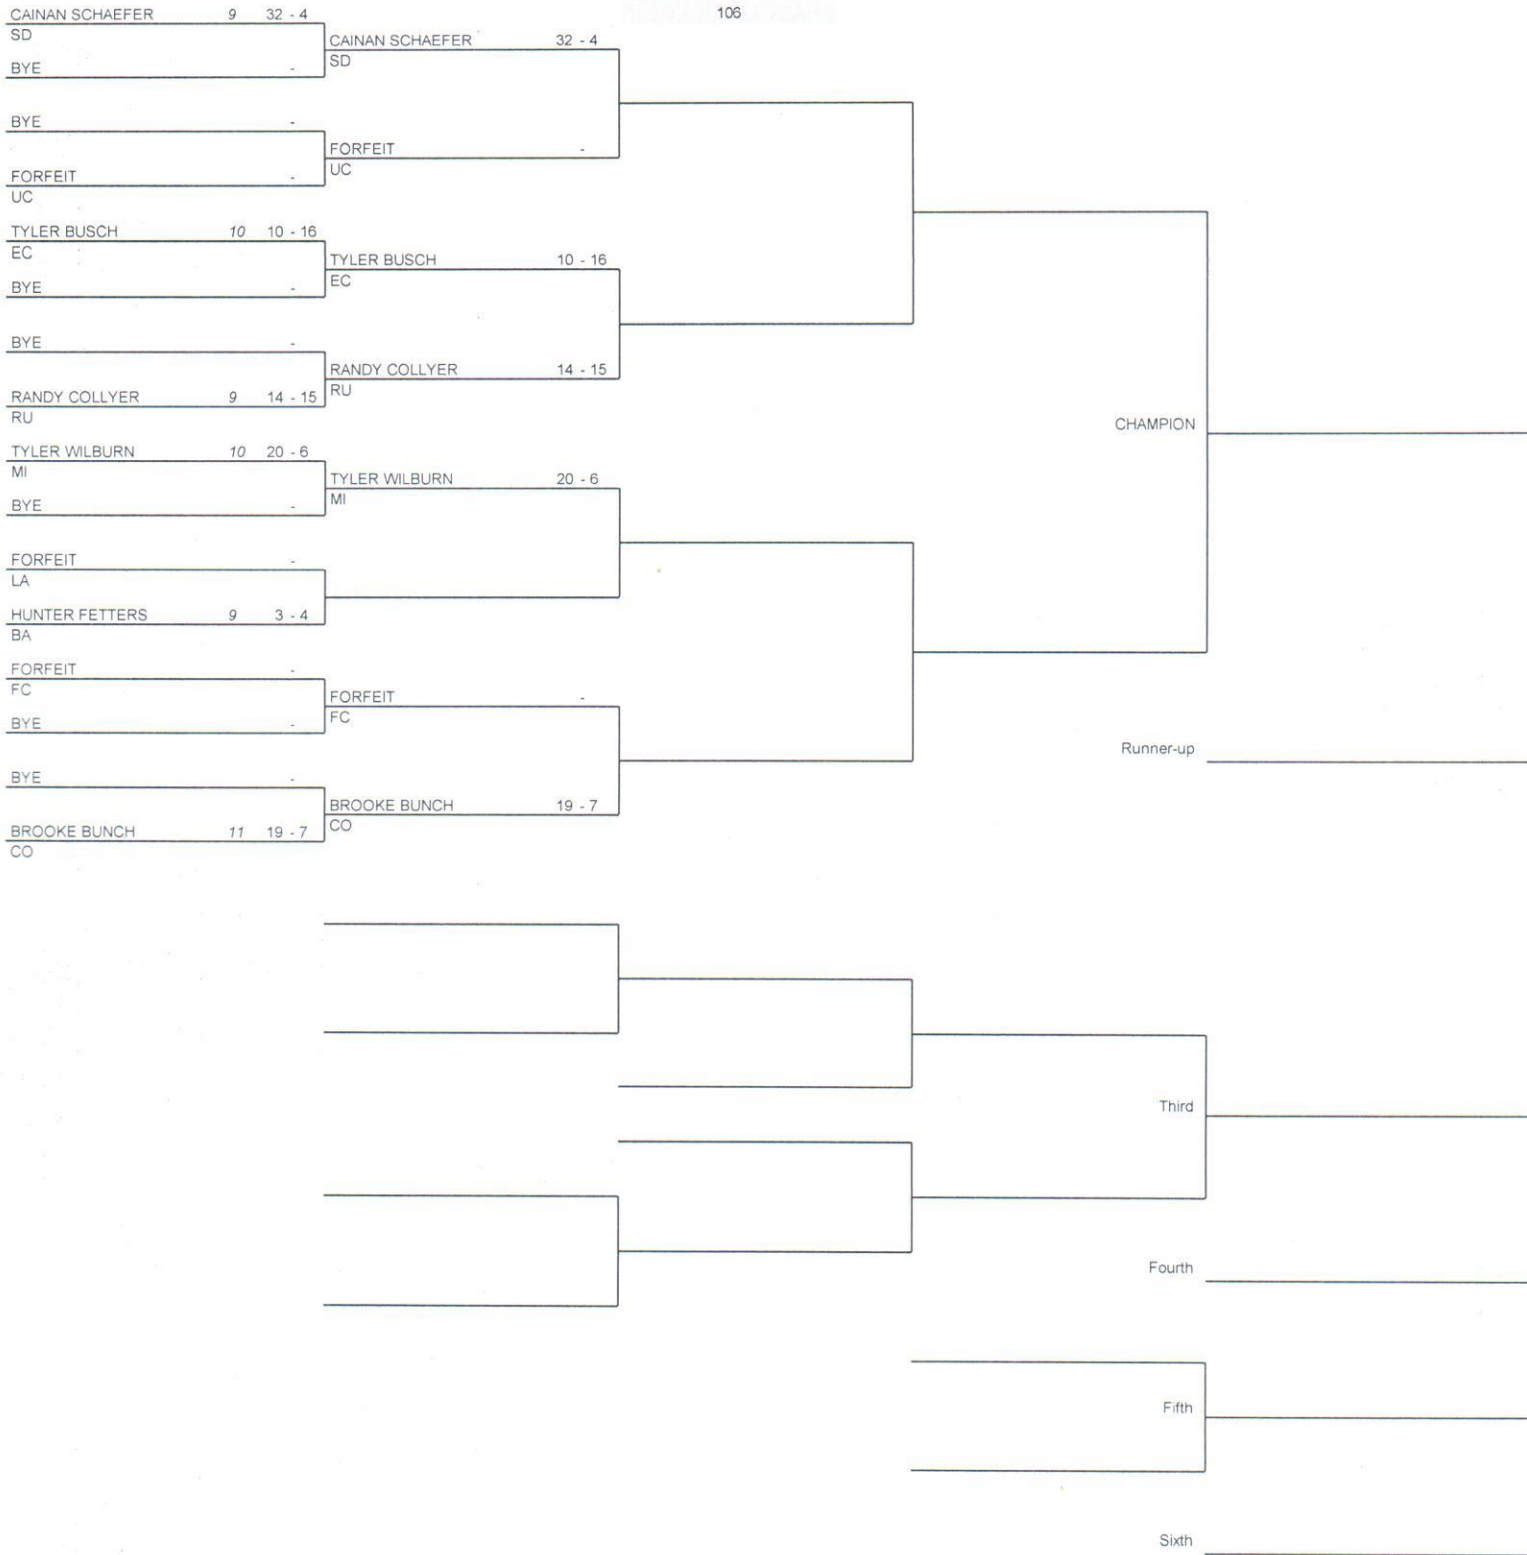 106
CAINAN SCHAEFER 9 32 - 4
SD
BYE -
BYE -
FORFEIT -
UC
TYLER BUSCH 10 10 - 16
EC
BYE -
BYE -
RANDY COLLYER 9 14 - 15
RU
TYLER WILBURN 10 20 - 6
MI
BYE -
FORFEIT -
LA
HUNTER FETTERS 9 3 - 4
BA
FORFEIT -
FC
BYE -
BYE -
BROOKE BUNCH 11 19 - 7
CO
CAINAN SCHAEFER 32 - 4
SD
FORFEIT -
UC
TYLER BUSCH 10 - 16
EC
RANDY COLLYER 14 - 15
RU
TYLER WILBURN 20 - 6
MI
FORFEIT -
FC
BROOKE BUNCH 19 - 7
CO
CHAMPION
Runner-up
Third
Fourth
Fifth
Sixth